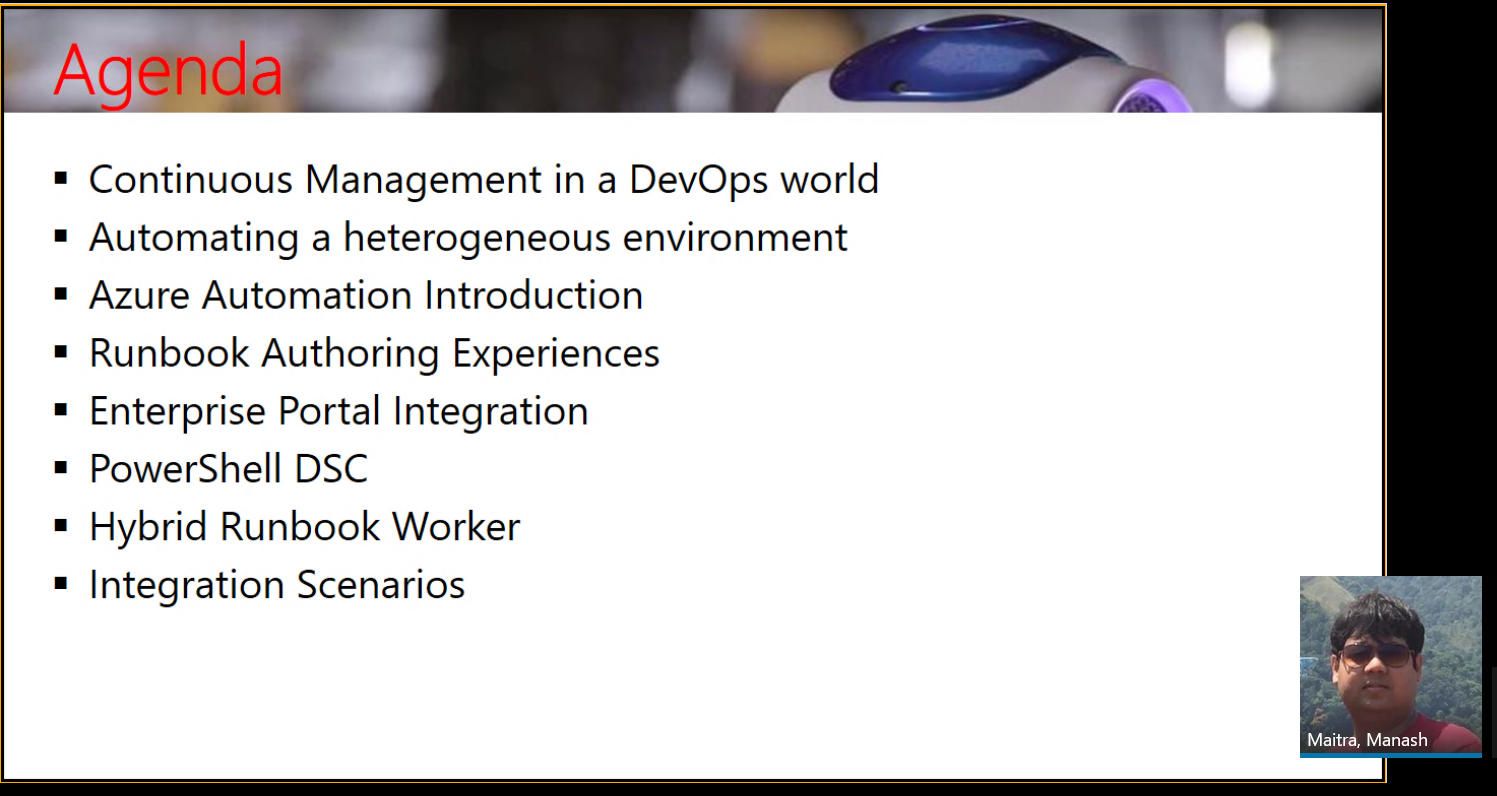 Agenda
▪ Continuous Management in a DevOps world
▪ Automating a heterogeneous environment
▪ Azure Automation Introduction
▪ Runbook Authoring Experiences
▪ Enterprise Portal Integration
▪ PowerShell DSC
▪ Hybrid Runbook Worker
▪ Integration Scenarios
Maitra, Manash